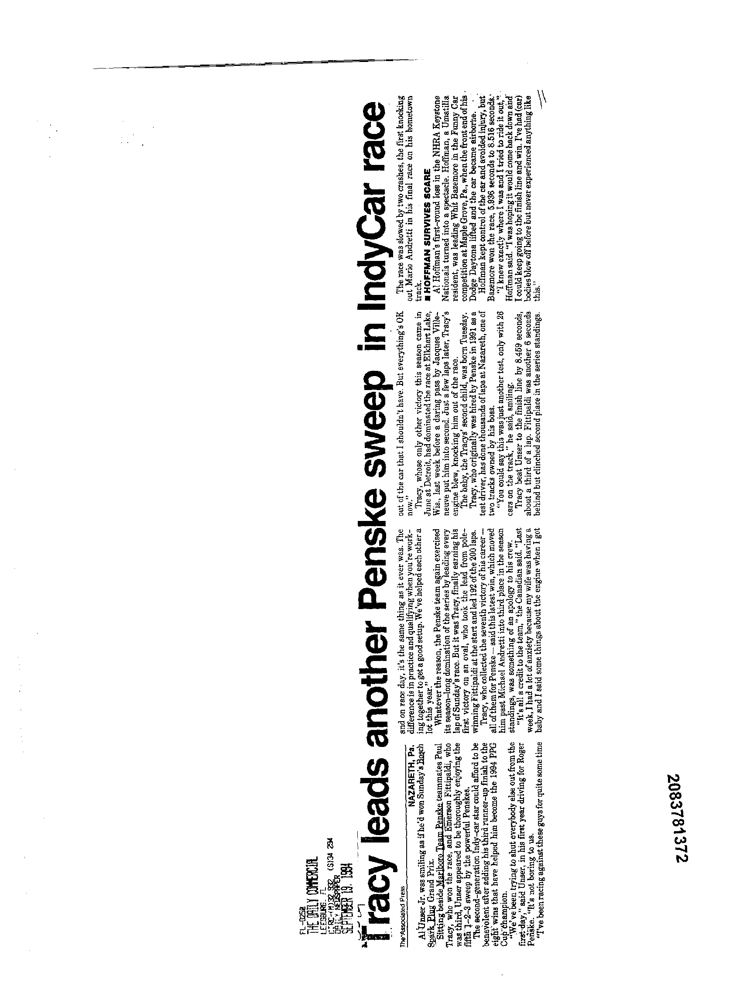 FL-0258
THE DAILY COMMERCIAL
LEESBURG, FL
DAILY NEWSPAPER
SEPTEMBER 19, 1994
Tracy leads another Penske sweep in IndyCar race
The Associated Press
NAZARETH, Pa.
Al Unser Jr. was smiling as if he'd won Sunday's Bosch
Spark Plug Grand Prix.
Sitting beside Marlboro Team Penske teammates Paul
Tracy, who won the race, and Emerson Fittipaldi, who
was third, Unser appeared to be thoroughly enjoying the
fifth 1-2-3 sweep by the powerful Penskes.
The second-generation Indy-car star could afford to be
benevolent after adding his third runner-up finish to the
eight wins that have helped him become the 1994 PPG
Cup champion.
"We've been trying to shut everybody else out from the
first day," said Unser, in his first year driving for Roger
Penske. "It's not boring to us.
"I've been racing against these guys for quite some time
and on race day, it's the same thing as it ever was. The
difference is in practice and qualifying when you're work-
ing together to get a good setup. We've helped each other a
lot this year."
Whatever the reason, the Penske team again exercised
its season-long domination of the series by leading every
lap of Sunday's race. But it was Tracy, finally earning his
first victory on an oval, who took the lead from pole-
winning Fittipaldi at the start and led 192 of the 200 laps.
Tracy, who collected the seventh victory of his career —
all of them for Penske — said this latest win, which moved
him past Michael Andretti into third place in the season
standings, was something of an apology to his crew.
"It's all a credit to the team," the Canadian said. "Last
week, I had a lot of anxiety because my wife was having a
baby and I said some things about the engine when I got
out of the car that I shouldn't have. But everything's OK
now."
Tracy, whose only other victory this season came in
June at Detroit, had dominated the race at Elkhart Lake,
Wis., last week before a daring pass by Jacques Ville-
neuve put him into second. Just a few laps later, Tracy's
engine blew, knocking him out of the race.
The baby, the Tracys' second child, was born Tuesday.
Tracy, who originally was hired by Penske in 1991 as a
test driver, has done thousands of laps at Nazareth, one of
two tracks owned by his boss.
"You could say this was just another test, only with 26
cars on the track," he said, smiling.
Tracy beat Unser to the finish line by 8.469 seconds,
about a third of a lap. Fittipaldi was another 6 seconds
behind but clinched second place in the series standings.
The race was slowed by two crashes, the first knocking
out Mario Andretti in his final race on his hometown
track.
■ HOFFMAN SURVIVES SCARE
Al Hoffman's first-round loss in the NHRA Keystone
Nationals turned into a spectacle. Hoffman, a Umatilla
resident, was leading Whit Bazemore in the Funny Car
competition at Maple Grove, Pa., when the front end of his
Dodge Daytona lifted and the car became airborne.
Hoffman kept control of the car and avoided injury, but
Bazemore won the race, 5.936 seconds to 8.516 seconds.
"I knew exactly where I was and I tried to ride it out,"
Hoffman said. "I was hoping it would come back down and
I could keep going to the finish line and win. I've had (car)
bodies blow off before but never experienced anything like
this."
2083781372